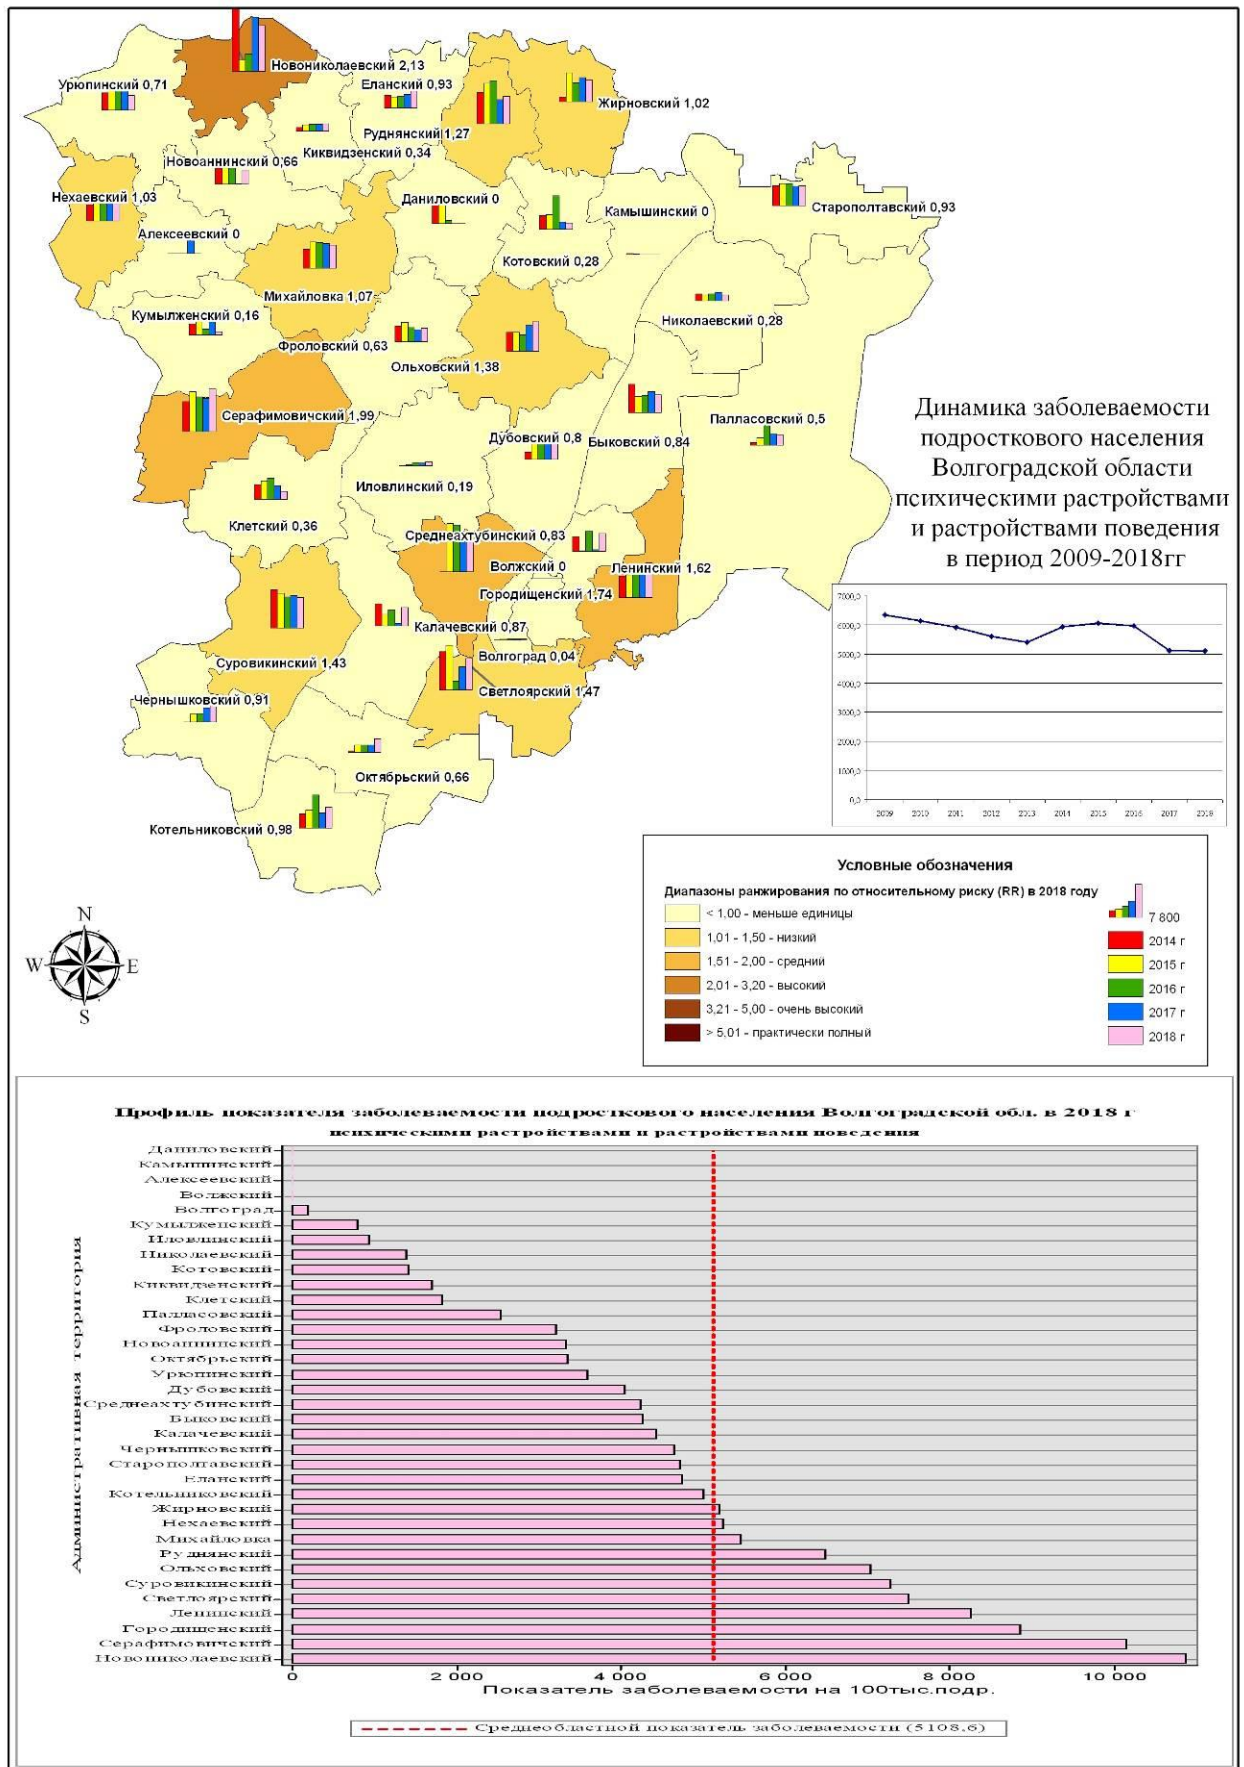 Новониколаевский 2,13
Урюпинский 0,71
Еланский 0,93
Жирновский 1,02
Руднянский 1,27
Киквидзенский 0,34
Новоаннинский 0,66
Нехаевский 1,03
Даниловский 0
Камышинский 0
Старополтавский 0,93
Алексеевский 0
Котовский 0,28
Михайловка 1,07
Кумылженский 0,16
Николаевский 0,28
Фроловский 0,63
Ольховский 1,38
Серафимовичский 1,99
Дубовский 0,8
Быковский 0,84
Палласовский 0,5
Иловлинский 0,19
Клетский 0,36
Среднеахтубинский 0,83
Волжский 0
Ленинский 1,62
Городищенский 1,74
Калачевский 0,87
Волгоград 0,04
Суровикинский 1,43
Светлоярский 1,47
Чернышковский 0,91
Октябрьский 0,66
Котельниковский 0,98
Динамика заболеваемости
подросткового населения
Волгоградской области
психическими растройствами
и растройствами поведения
в период 2009-2018гг
7000,0
6000,0
5000,0
4000,0
3000,0
2000,0
1000,0
0,0
2009 2010 2011 2012 2013 2014 2015 2016 2017 2018
Условные обозначения
Диапазоны ранжирования по относительному риску (RR) в 2018 году
< 1,00 - меньше единицы
1,01 - 1,50 - низкий
1,51 - 2,00 - средний
2,01 - 3,20 - высокий
3,21 - 5,00 - очень высокий
> 5.01 - практически полный
7 800
2014 г
2015 г
2016 г
2017 г
2018 г
N
W E
S
Профиль показателя заболеваемости подросткового населения Волгоградской обл. в 2018 г
психическими растройствами и растройствами поведения
Административная территория
Даниловский
Камышинский
Алексеевский
Волжский
Волгоград
Кумылженский
Иловлинский
Николаевский
Котовский
Киквидзенский
Клетский
Палласовский
Фроловский
Новоаннинский
Октябрьский
Урюпинский
Дубовский
Среднеахтубинский
Быковский
Калачевский
Чернышковский
Старополтавский
Еланский
Котельниковский
Жирновский
Нехаевский
Михайловка
Руднянский
Ольховский
Суровикинский
Светлоярский
Ленинский
Городищенский
Серафимовичский
Новониколаевский
0 2 000 4 000 6 000 8 000 10 000
Показатель заболеваемости на 100тыс.подр.
Среднеобластной показатель заболеваемости (5108,6)